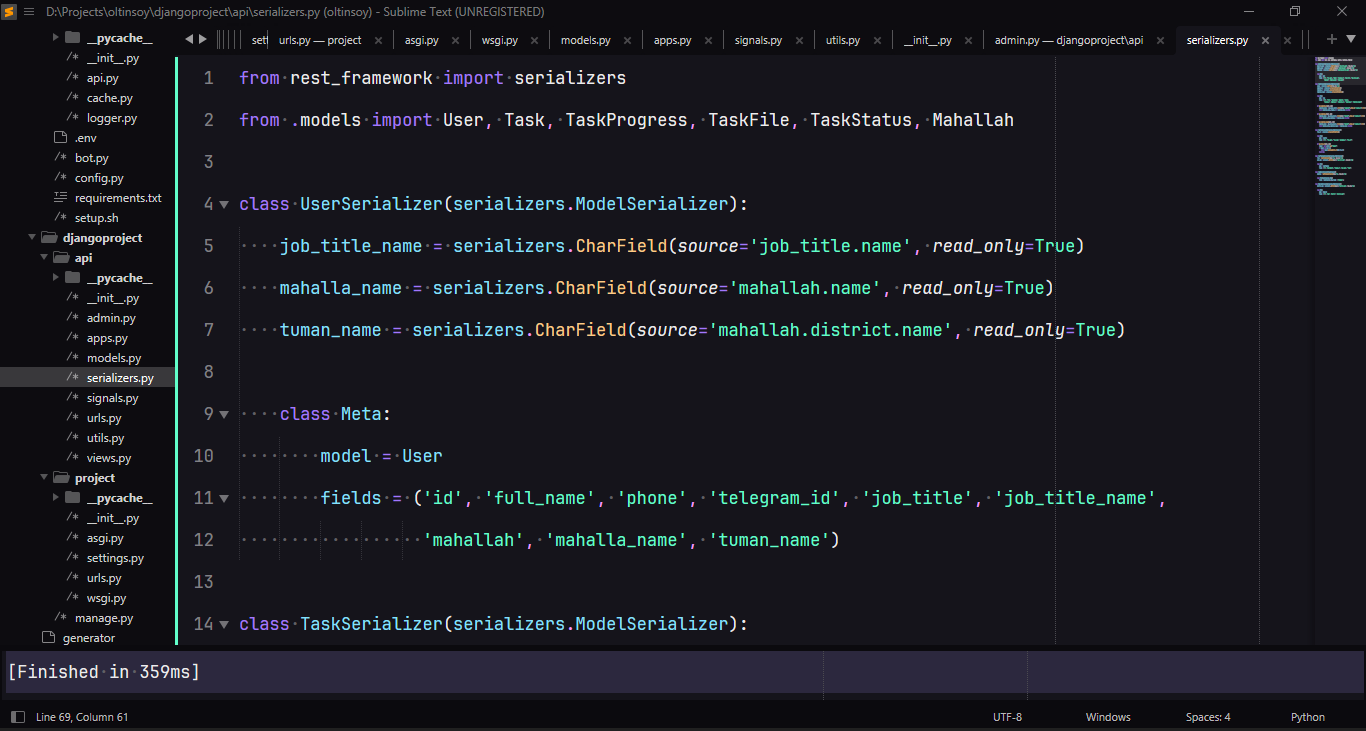 D:\Projects\oltinsoy\djangoproject\api\serializers.py (oltinsoy) - Sublime Text (UNREGISTERED)
__pycache__
__init__.py
api.py
cache.py
logger.py
.env
bot.py
config.py
requirements.txt
setup.sh
djangoproject
api
__pycache__
__init__.py
admin.py
apps.py
models.py
serializers.py
signals.py
urls.py
utils.py
views.py
project
__pycache__
__init__.py
asgi.py
settings.py
urls.py
wsgi.py
manage.py
generator
urls.py — project
asgi.py
wsgi.py
models.py
apps.py
signals.py
utils.py
__init__.py
admin.py — djangoproject\api
serializers.py
1 from rest_framework import serializers
2 from .models import User, Task, TaskProgress, TaskFile, TaskStatus, Mahallah
3
4 class UserSerializer(serializers.ModelSerializer):
5 job_title_name = serializers.CharField(source='job_title.name', read_only=True)
6 mahalla_name = serializers.CharField(source='mahallah.name', read_only=True)
7 tuman_name = serializers.CharField(source='mahallah.district.name', read_only=True)
8
9 class Meta:
10 model = User
11 fields = ('id', 'full_name', 'phone', 'telegram_id', 'job_title', 'job_title_name',
12 'mahallah', 'mahalla_name', 'tuman_name')
13
14 class TaskSerializer(serializers.ModelSerializer):
[Finished in 359ms]
Line 69, Column 61
UTF-8
Windows
Spaces: 4
Python